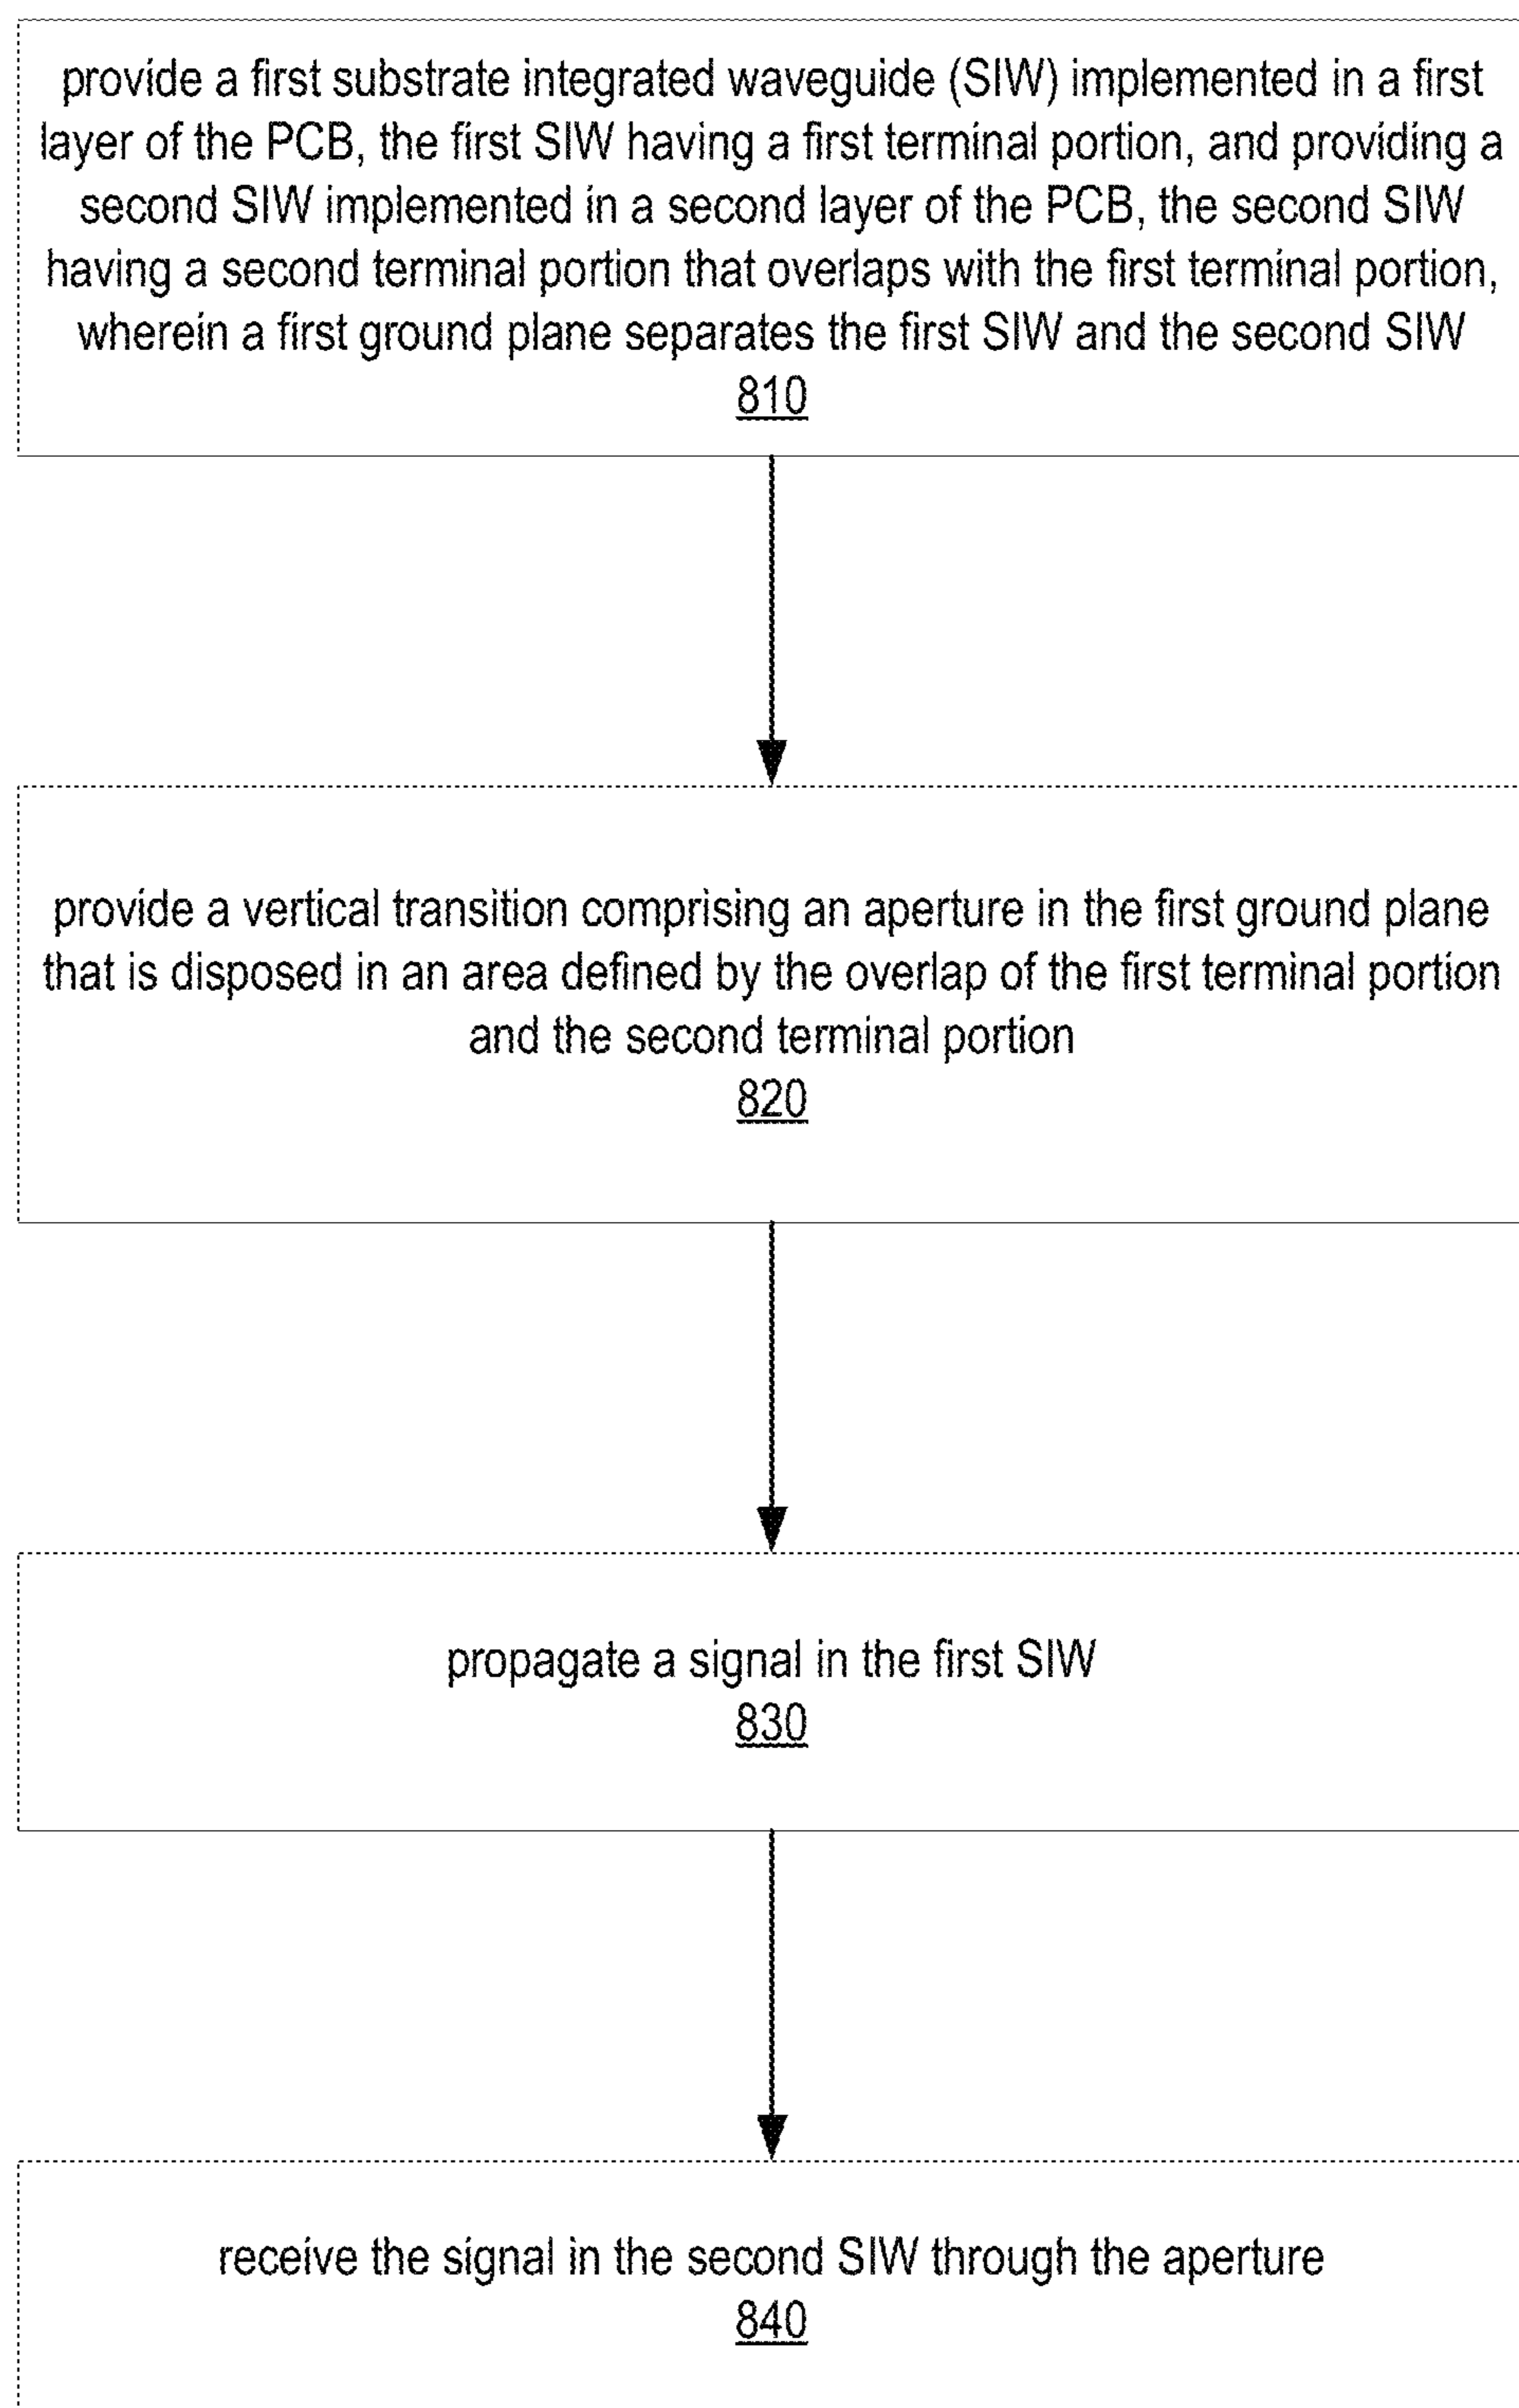 provide a first substrate integrated waveguide (SIW) implemented in a first
layer of the PCB, the first SIW having a first terminal portion, and providing a
second SIW implemented in a second layer of the PCB, the second SIW
having a second terminal portion that overlaps with the first terminal portion,
wherein a first ground plane separates the first SIW and the second SIW
810
provide a vertical transition comprising an aperture in the first ground plane
that is disposed in an area defined by the overlap of the first terminal portion
and the second terminal portion
820
propagate a signal in the first SIW
830
receive the signal in the second SIW through the aperture
840